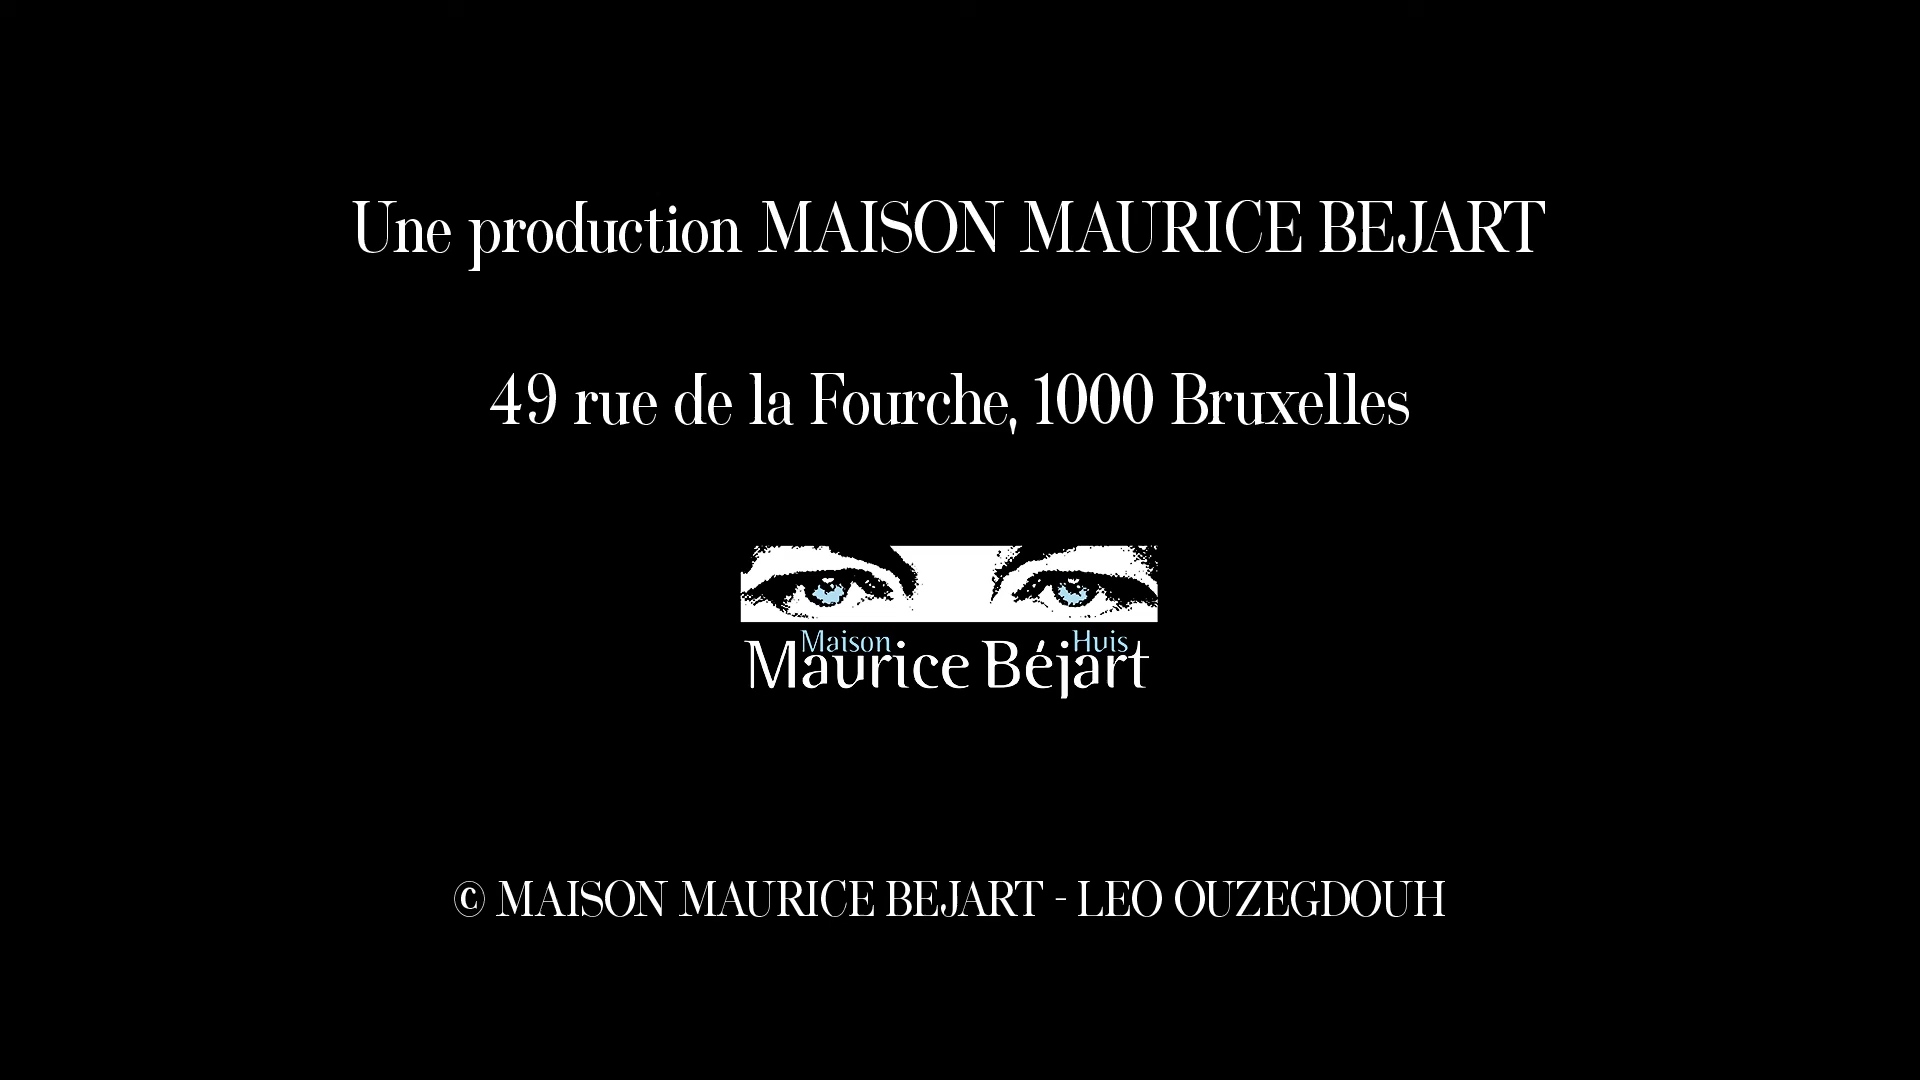 Une production MAISON MAURICE BEJART
49 rue de la Fourche, 1000 Bruxelles
Maison Huis
Maurice Béjart
© MAISON MAURICE BEJART - LEO OUZEGDOUH